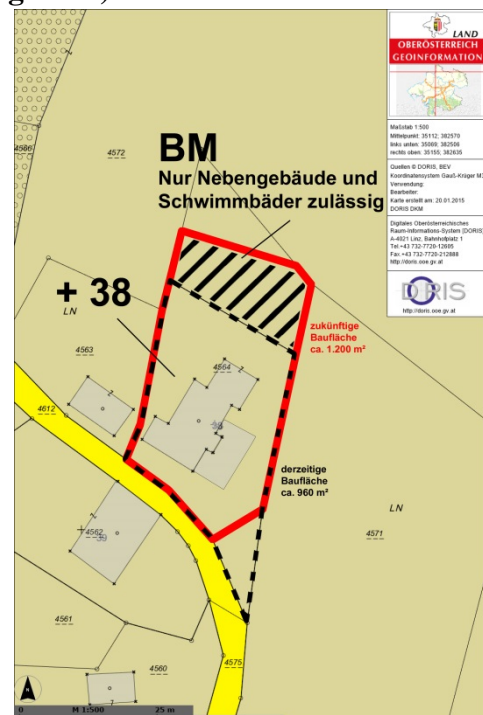 LAND
OBERÖSTERREICH
GEOINFORMATION
Maßstab 1:500
Mittelpunkt: 35112; 382570
links unten: 35069; 382506
rechts oben: 35155; 382635
Quellen © DORIS, BEV
Koordinatensystem Gauß-Krüger M31
Verwendung:
Bearbeiter:
Karte erstellt am: 20.01.2015
DORIS DKM
Digitales Oberösterreichisches
Raum-Informations-System [DORIS]
A-4021 Linz, Bahnhofplatz 1
Tel.+43 732-7720-12605
Fax.+43 732-7720-212888
http://doris.ooe.gv.at
DORIS
http://doris.ooe.gv.at
4566
4572
BM
Nur Nebengebäude und
Schwimmbäder zulässig
+ 38
LN
zukünftige
Baufläche
ca. 1.200 m²
4563
4564
4612
derzeitige
Baufläche
ca. 960 m²
LN
4571
4562
4561
4560
4575
0 M 1:500 25 m